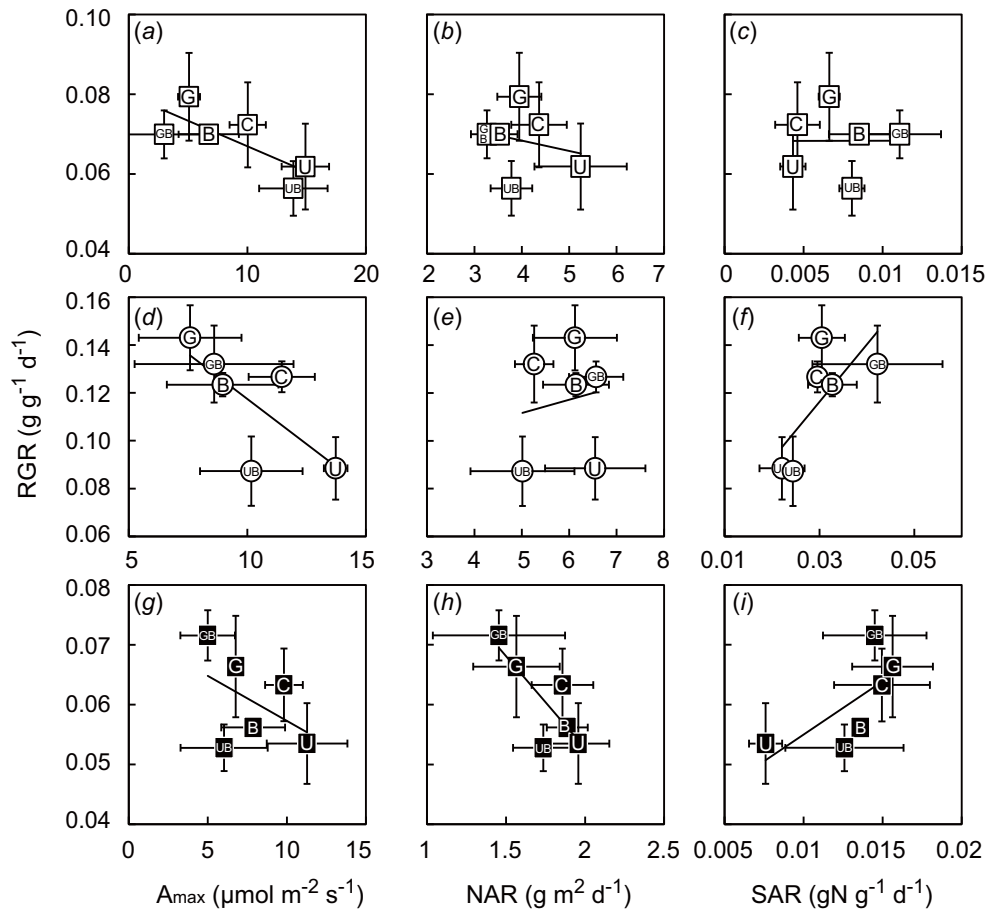 (a) (b) (c)
0.10
0.08
0.06
0.04
G C GB B U UB
G C G B B U UB
G C B GB U UB
0 10 20 2 3 4 5 6 7 0 0.005 0.01 0.015
(d) (e) (f)
0.16
0.14
0.12
0.10
0.08
0.06
G GB C B UB U
G C GB B UB U
G GB C B U UB
5 10 15 3 4 5 6 7 8 0.01 0.03 0.05
(g) (h) (i)
0.08
0.07
0.06
0.05
0.04
GB G C B UB U
GB G C B UB U
GB G C B U UB
0 5 10 15 1 1.5 2 2.5 0.005 0.01 0.015 0.02
RGR (g g⁻¹ d⁻¹)
Amax (μmol m⁻² s⁻¹) NAR (g m² d⁻¹) SAR (gN g⁻¹ d⁻¹)